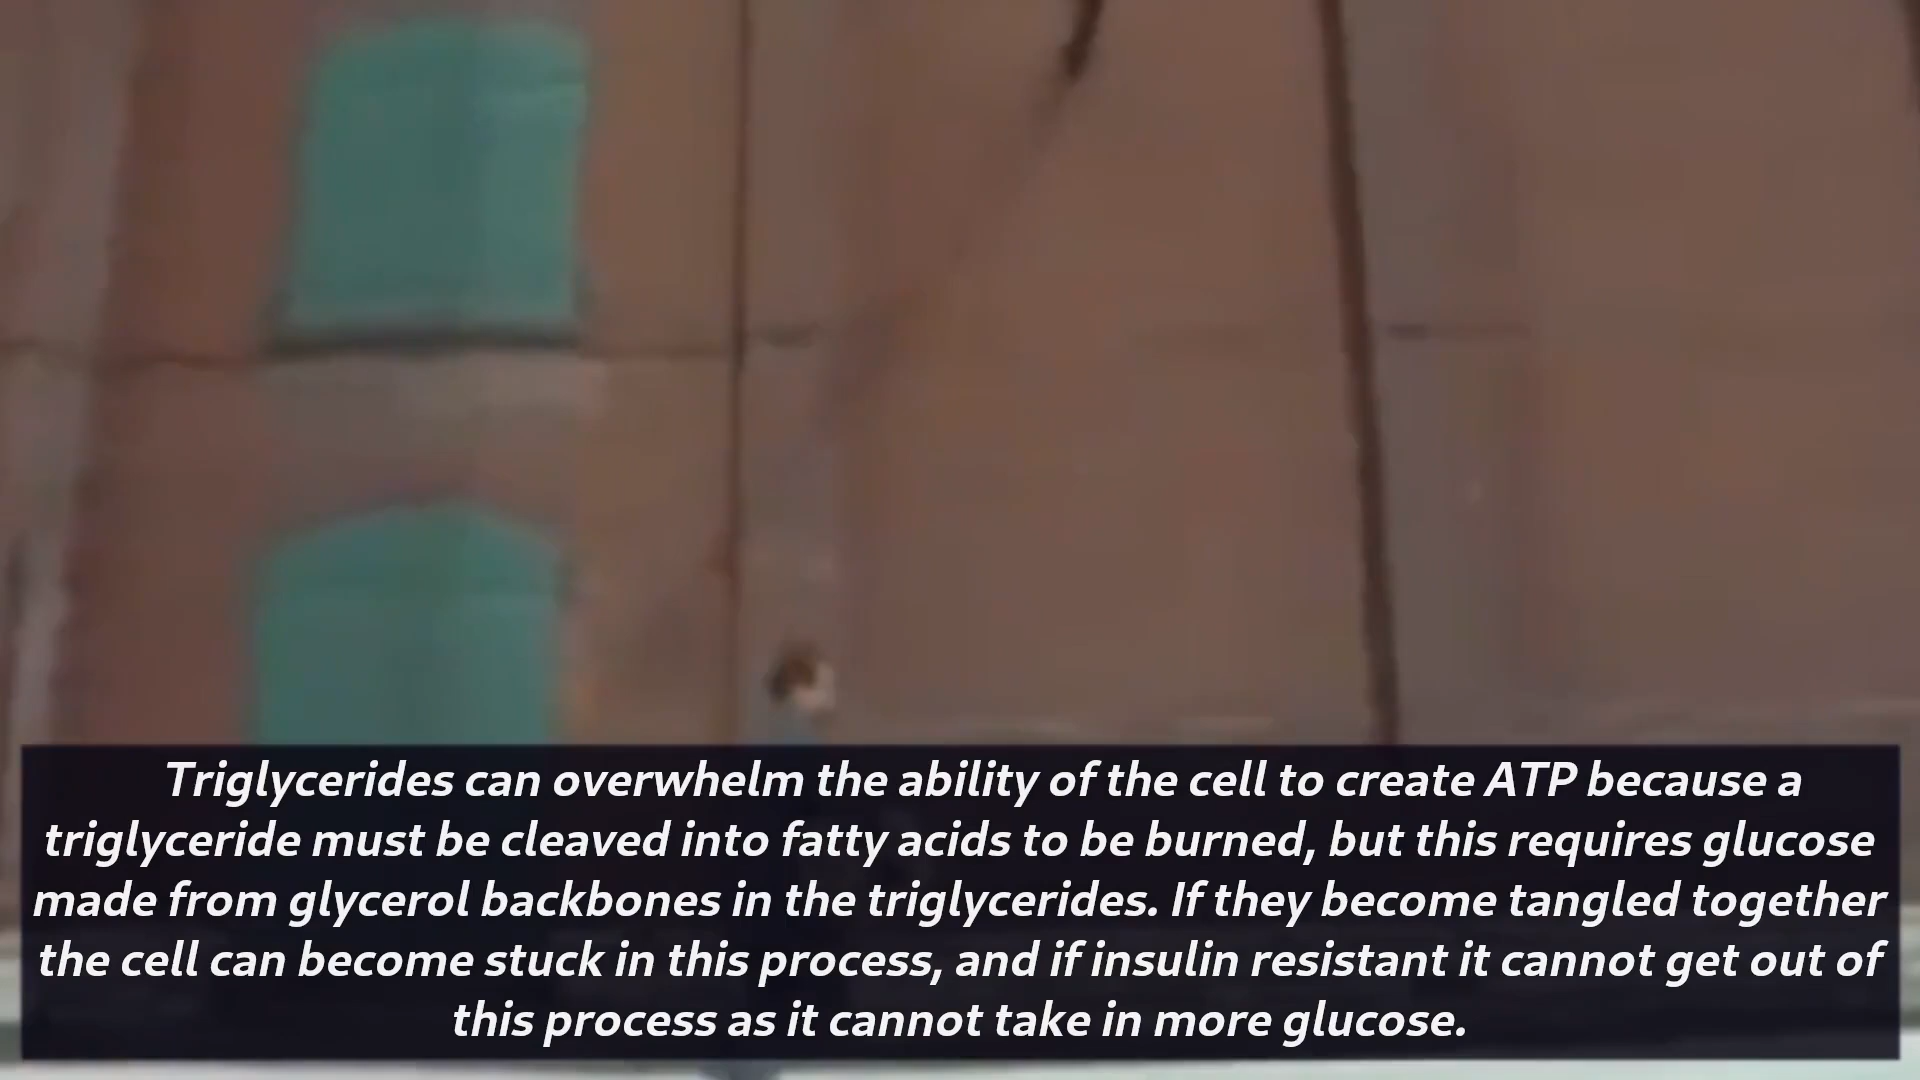 Triglycerides can overwhelm the ability of the cell to create ATP because a
triglyceride must be cleaved into fatty acids to be burned, but this requires glucose
made from glycerol backbones in the triglycerides. If they become tangled together
the cell can become stuck in this process, and if insulin resistant it cannot get out of
this process as it cannot take in more glucose.